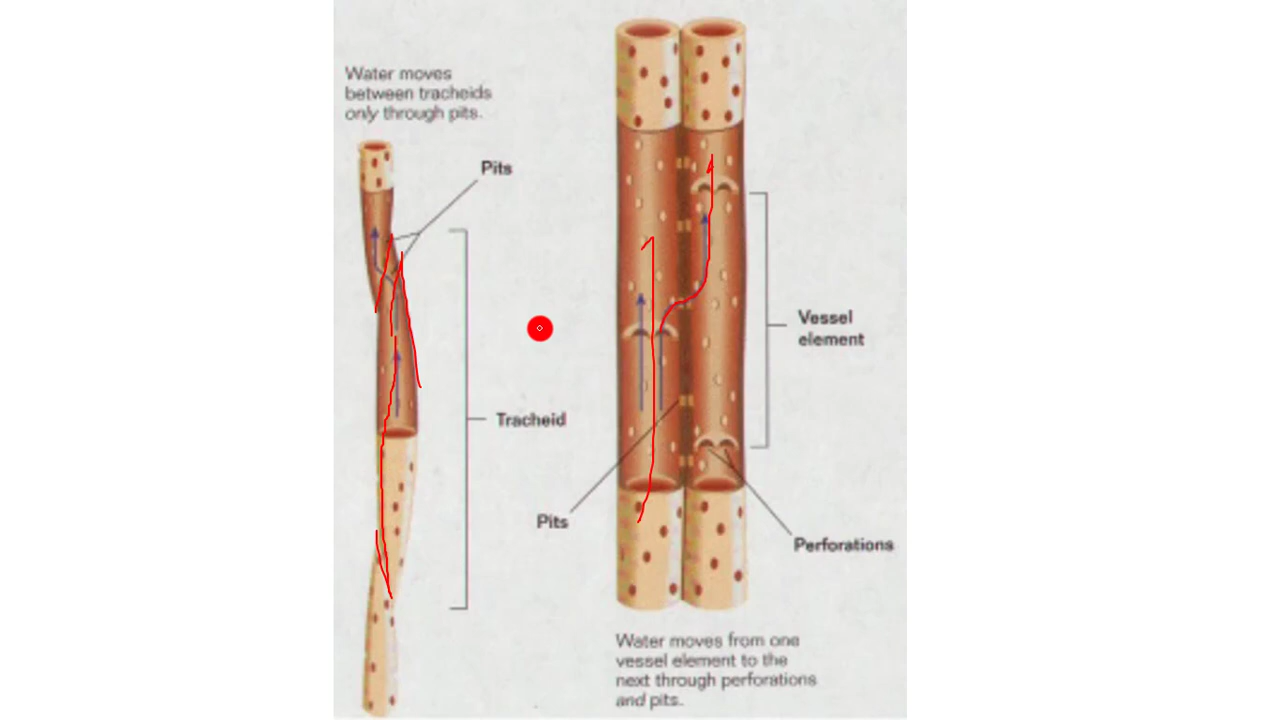 Water moves
between tracheids
only through pits.
Pits
Tracheid
Vessel
element
Pits
Perforations
Water moves from one
vessel element to the
next through perforations
and pits.